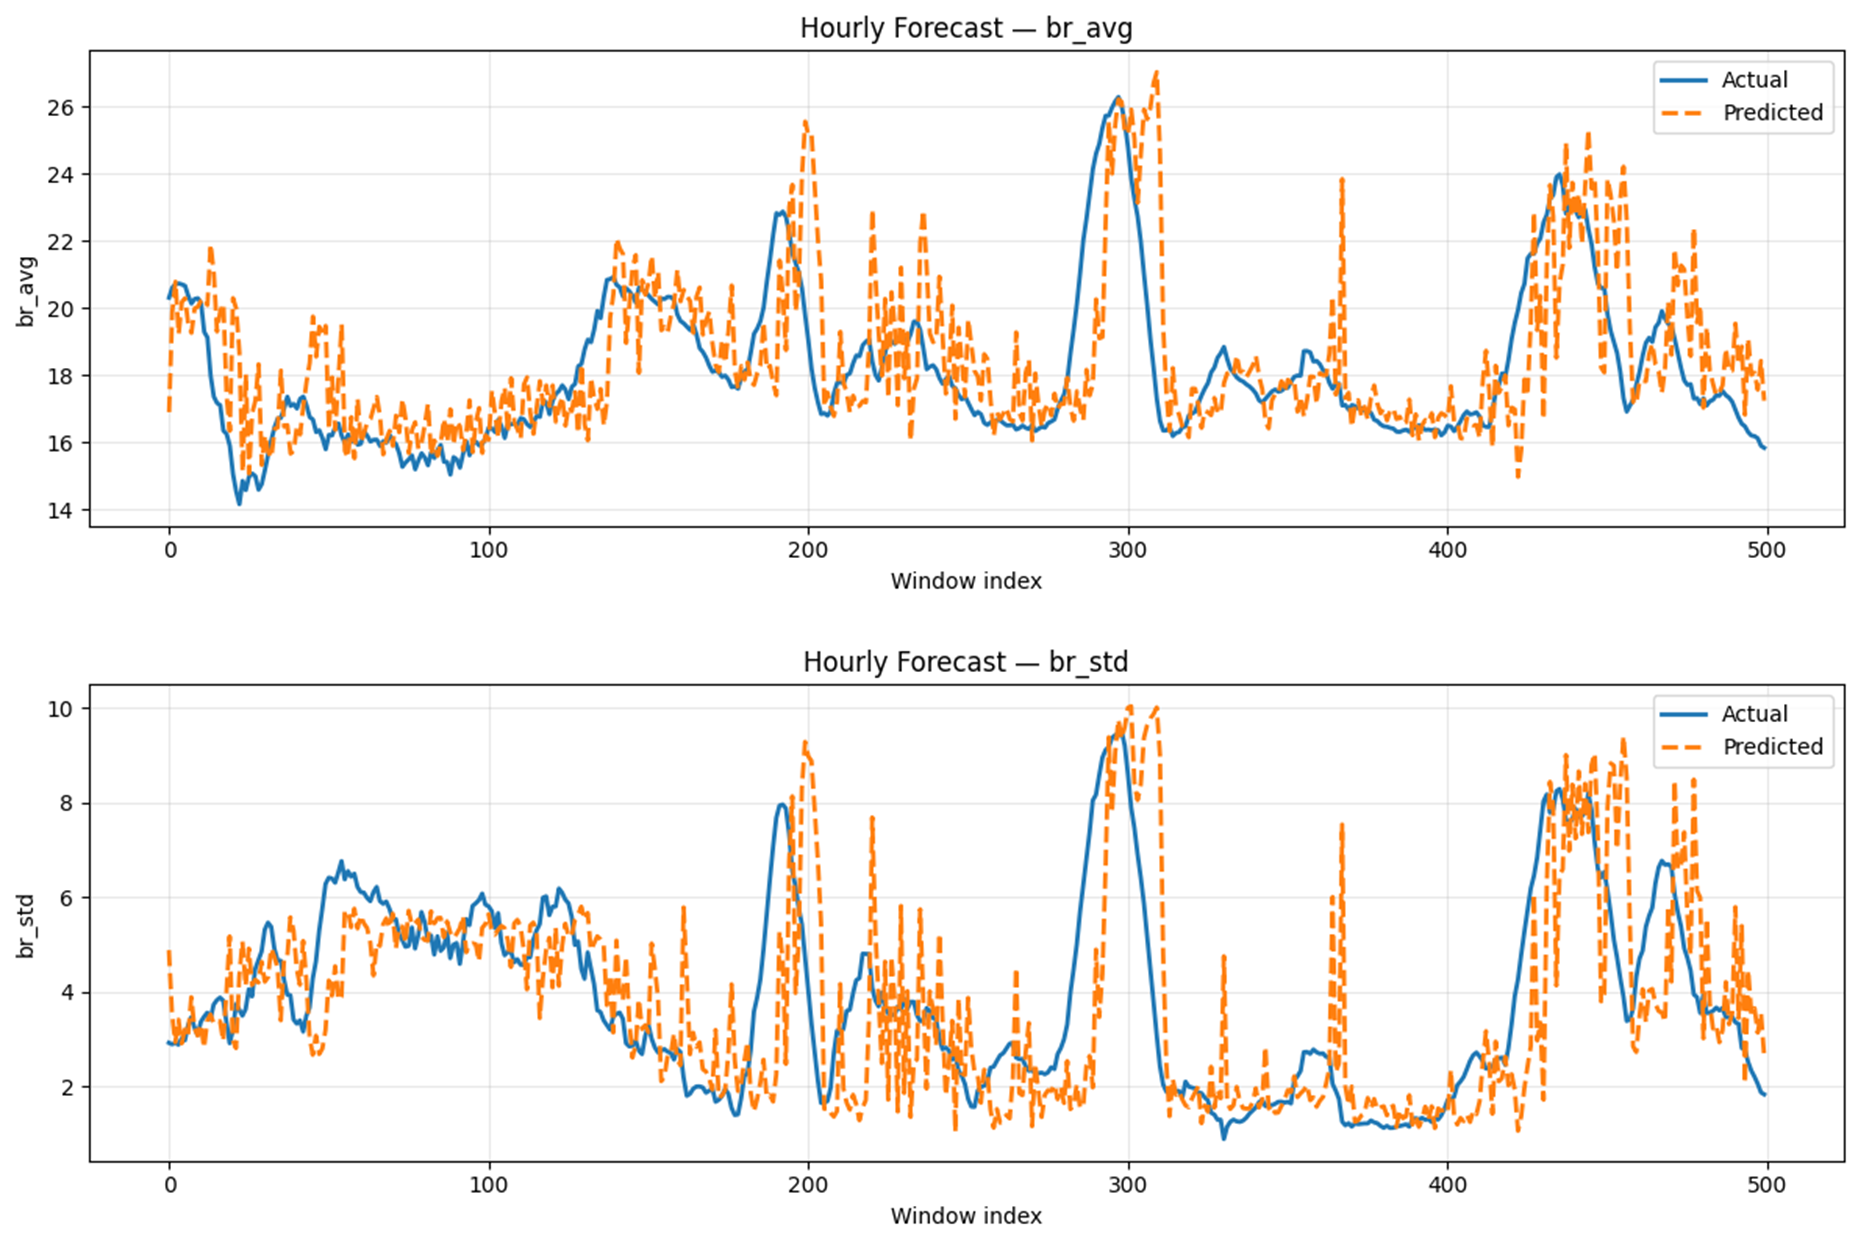 Hourly Forecast — br_avg
Actual
Predicted
26
24
22
20
18
16
14
br_avg
0 100 200 300 400 500
Window index
Hourly Forecast — br_std
Actual
Predicted
10
8
6
4
2
br_std
0 100 200 300 400 500
Window index